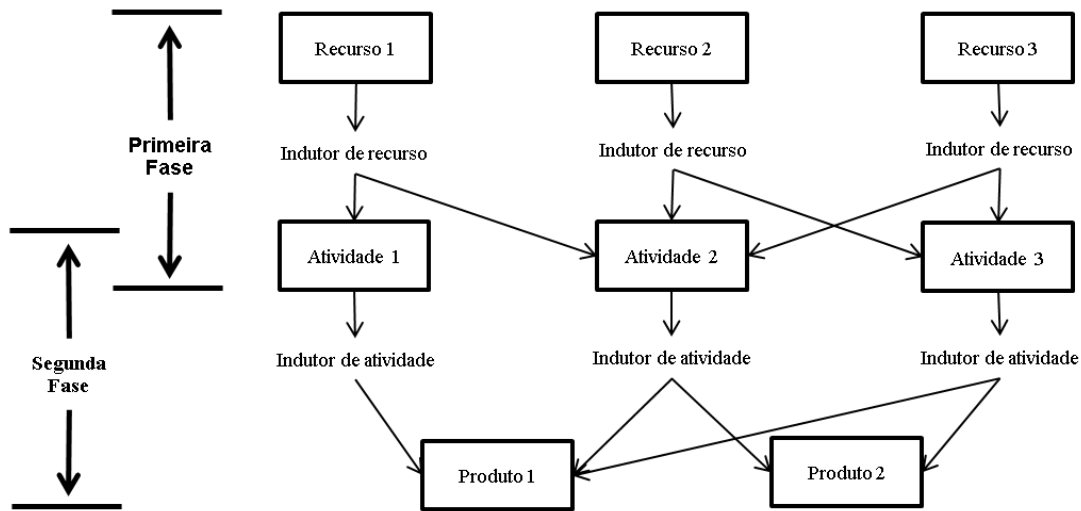 Recurso 1
Recurso 2
Recurso 3
Primeira
Fase
Indutor de recurso
Indutor de recurso
Indutor de recurso
Atividade 1
Atividade 2
Atividade 3
Segunda
Fase
Indutor de atividade
Indutor de atividade
Indutor de atividade
Produto 1
Produto 2